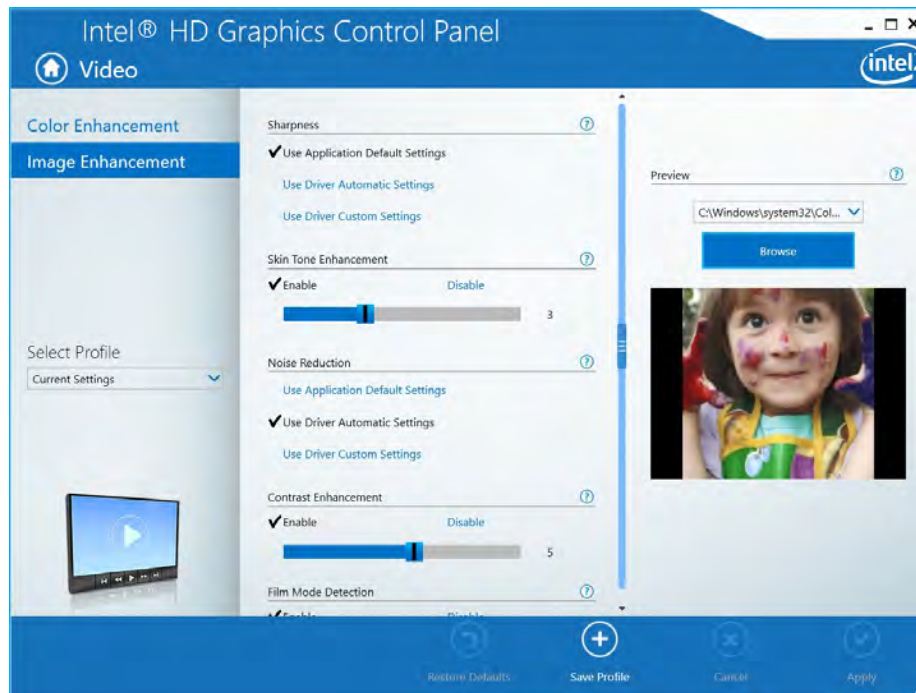 Intel® HD Graphics Control Panel
Video
intel
Color Enhancement
Image Enhancement
Select Profile
Current Settings
Sharpness
Use Application Default Settings
Use Driver Automatic Settings
Use Driver Custom Settings
Skin Tone Enhancement
Enable Disable
3
Noise Reduction
Use Application Default Settings
Use Driver Automatic Settings
Use Driver Custom Settings
Contrast Enhancement
Enable Disable
5
Film Mode Detection
Enable Disable
Preview
C:\Windows\system32\Col...
Browse
Restore Defaults
Save Profile
Cancel
Apply